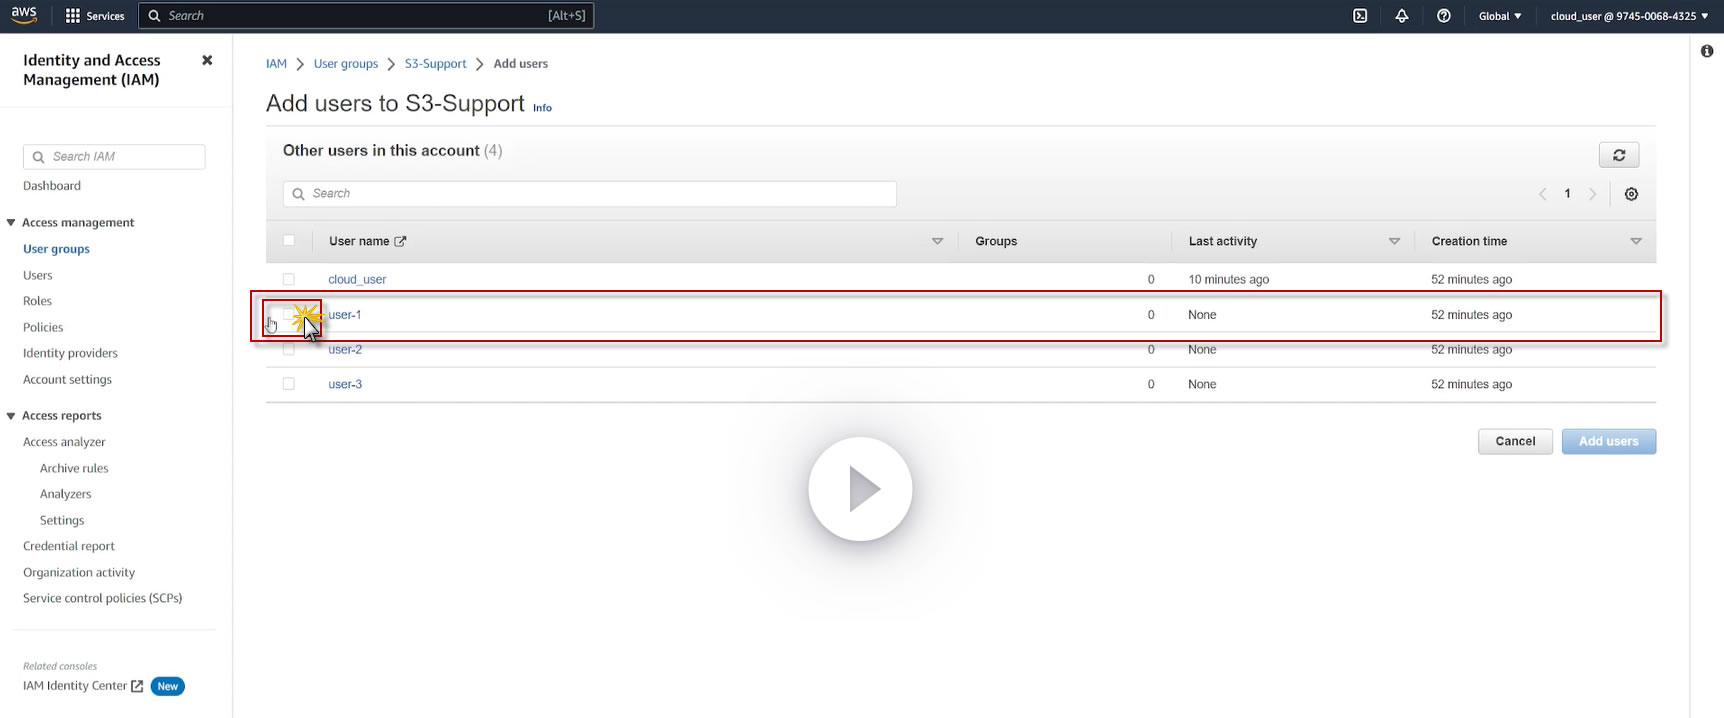 aws
Services
Search
[Alt+S]
Global
cloud_user @ 9745-0068-4325
Identity and Access
Management (IAM)
Search IAM
Dashboard
Access management
User groups
Users
Roles
Policies
Identity providers
Account settings
Access reports
Access analyzer
Archive rules
Analyzers
Settings
Credential report
Organization activity
Service control policies (SCPs)
Related consoles
IAM Identity Center New
IAM > User groups > S3-Support > Add users
Add users to S3-Support Info
Other users in this account (4)
Search
1
User name Groups Last activity Creation time
cloud_user 0 10 minutes ago 52 minutes ago
user-1 0 None 52 minutes ago
user-2 0 None 52 minutes ago
user-3 0 None 52 minutes ago
Cancel Add users